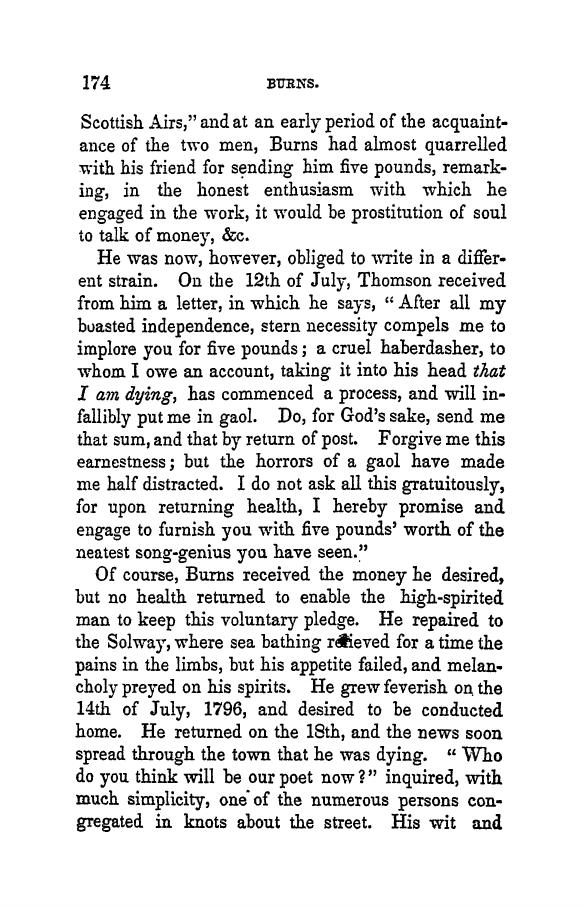 174 BURNS.
Scottish Airs," and at an early period of the acquaint-
ance of the two men, Burns had almost quarrelled
with his friend for sending him five pounds, remark-
ing, in the honest enthusiasm with which he
engaged in the work, it would be prostitution of soul
to talk of money, &c.
He was now, however, obliged to write in a differ-
ent strain. On the 12th of July, Thomson received
from him a letter, in which he says, "After all my
boasted independence, stern necessity compels me to
implore you for five pounds; a cruel haberdasher, to
whom I owe an account, taking it into his head that
I am dying, has commenced a process, and will in-
fallibly put me in gaol. Do, for God's sake, send me
that sum, and that by return of post. Forgive me this
earnestness; but the horrors of a gaol have made
me half distracted. I do not ask all this gratuitously,
for upon returning health, I hereby promise and
engage to furnish you with five pounds' worth of the
neatest song-genius you have seen."
Of course, Burns received the money he desired,
but no health returned to enable the high-spirited
man to keep this voluntary pledge. He repaired to
the Solway, where sea bathing relieved for a time the
pains in the limbs, but his appetite failed, and melan-
choly preyed on his spirits. He grew feverish on the
14th of July, 1796, and desired to be conducted
home. He returned on the 18th, and the news soon
spread through the town that he was dying. "Who
do you think will be our poet now?" inquired, with
much simplicity, one of the numerous persons con-
gregated in knots about the street. His wit and